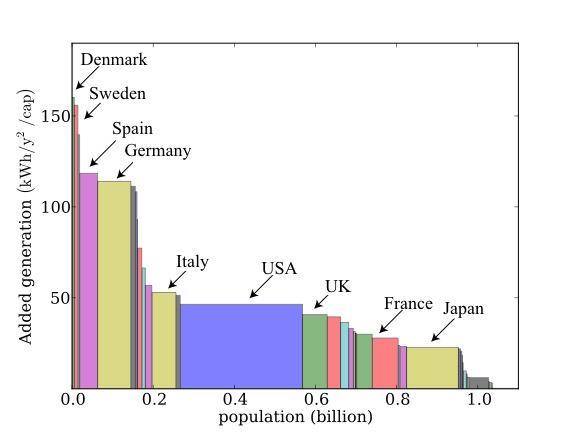 Denmark
Sweden
Spain
Germany
Italy
USA
UK
France
Japan
150
100
50
0.0 0.2 0.4 0.6 0.8 1.0
population (billion)
Added generation (kWh/y² /cap)